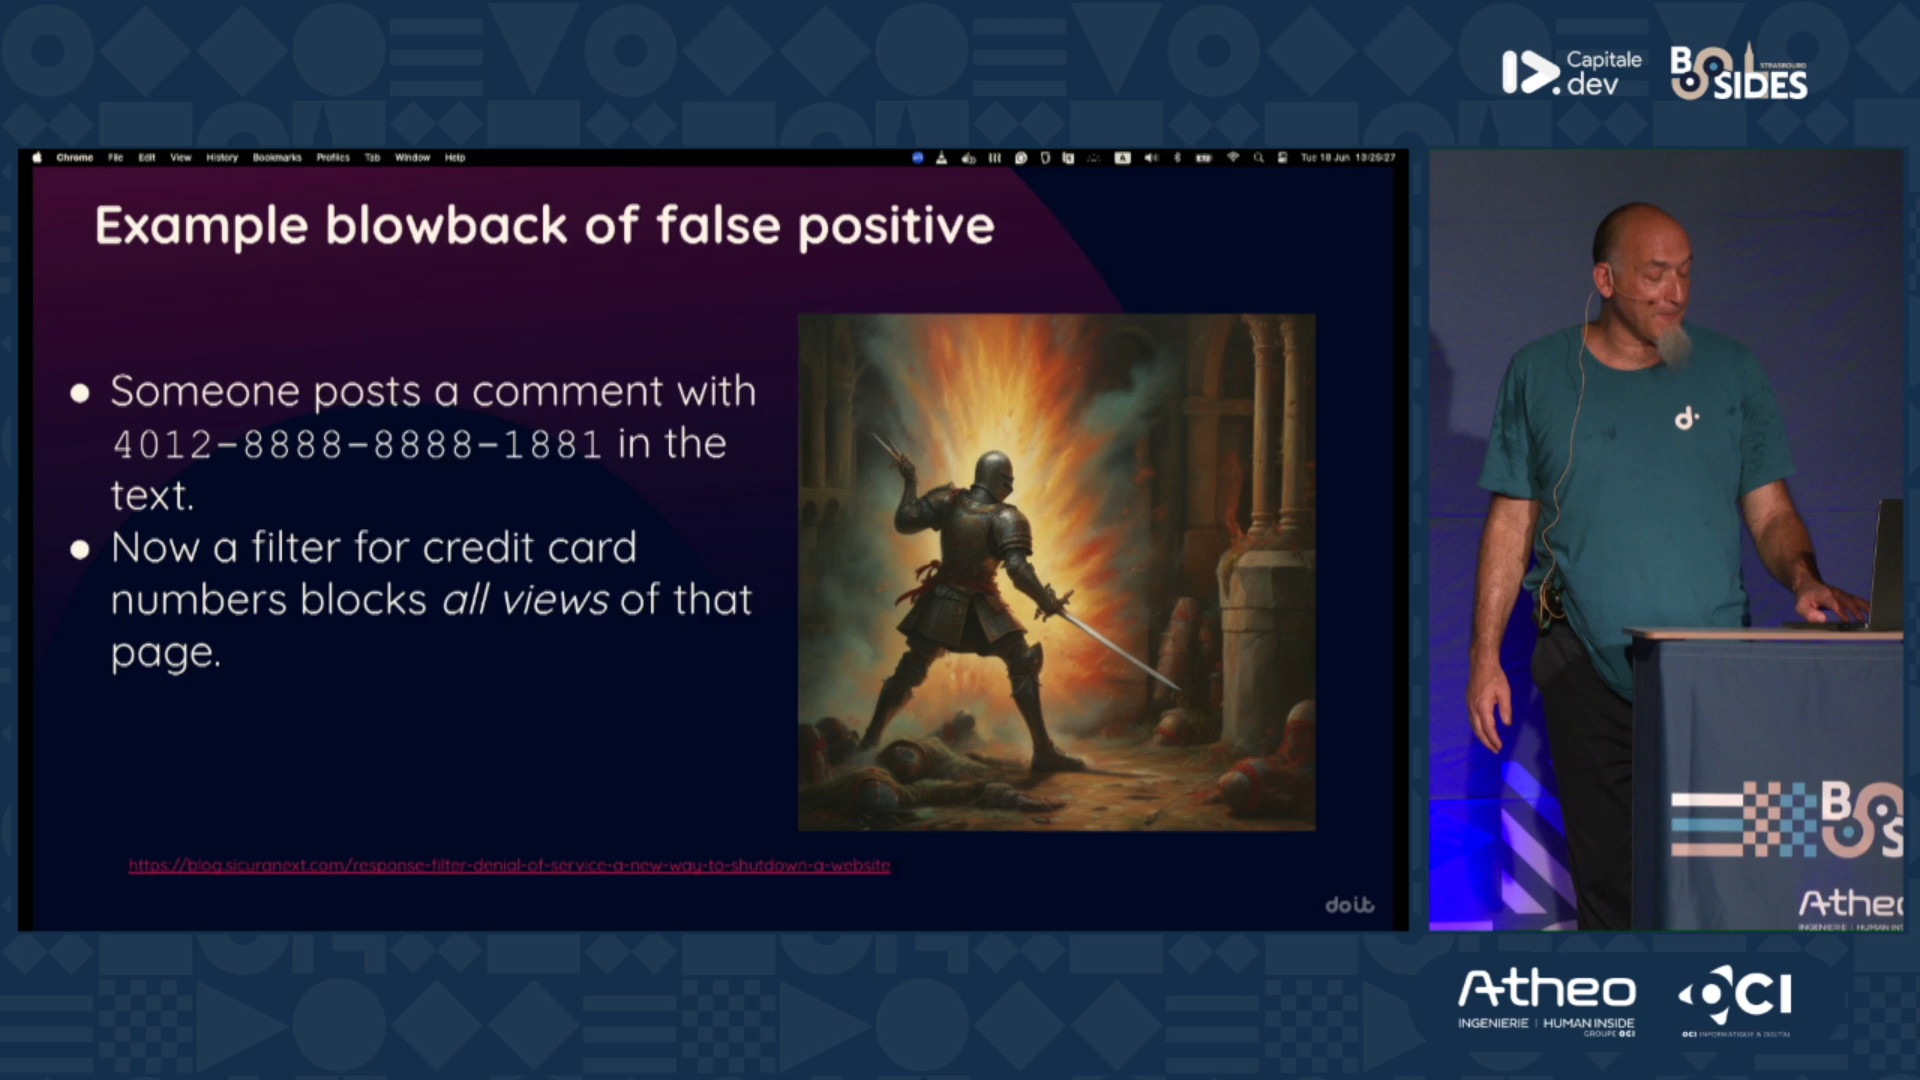 Capitale
dev
BSIDES
STRASBOURG
Chrome File Edit View History Bookmarks Profiles Tab Window Help
Tue 18 Jun 13:26:27
Example blowback of false positive
● Someone posts a comment with
4012-8888-8888-1881 in the
text.
● Now a filter for credit card
numbers blocks all views of that
page.
https://blog.sicuranext.com/response-filter-denial-of-service-a-new-way-to-shutdown-a-website
doit
d.
Atheo
INGENIERIE | HUMAN INSIDE
GROUPE OCI
OCI
OCI INFORMATIQUE & DIGITAL